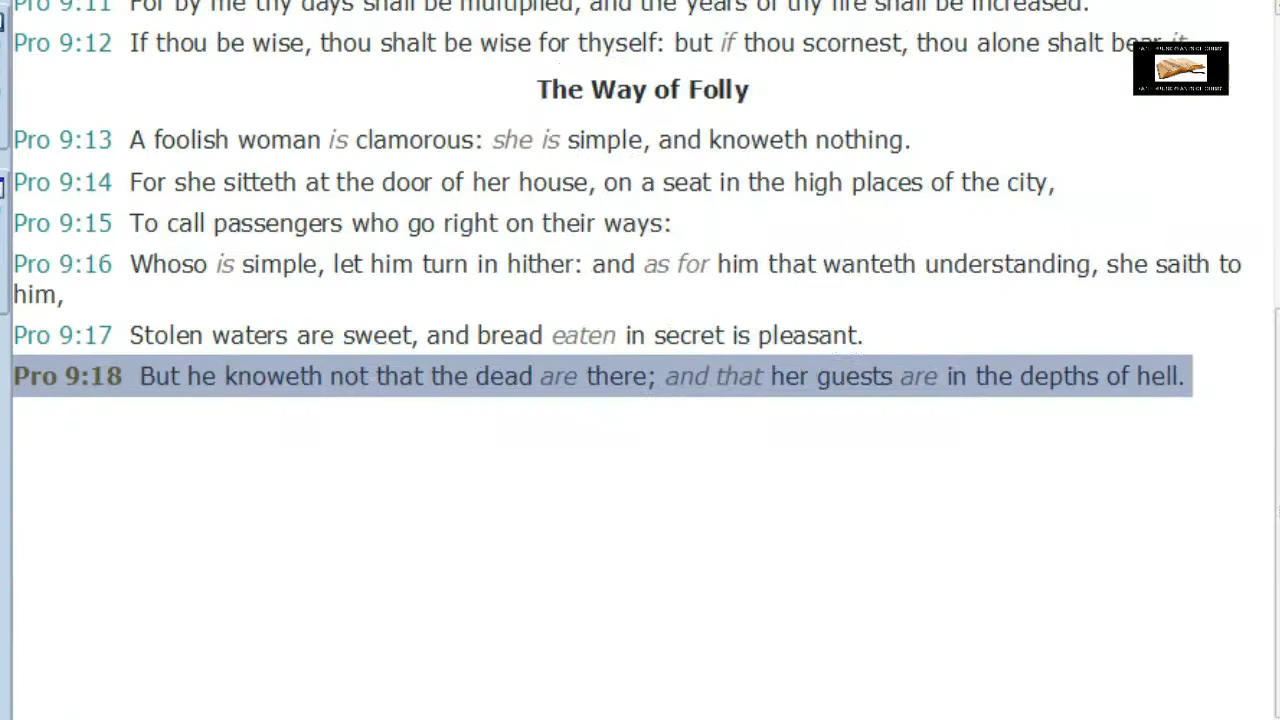 Pro 9:11 For by me thy days shall be multiplied, and the years of thy life shall be increased.
Pro 9:12 If thou be wise, thou shalt be wise for thyself: but if thou scornest, thou alone shalt bear it.
The Way of Folly
Pro 9:13 A foolish woman is clamorous: she is simple, and knoweth nothing.
Pro 9:14 For she sitteth at the door of her house, on a seat in the high places of the city,
Pro 9:15 To call passengers who go right on their ways:
Pro 9:16 Whoso is simple, let him turn in hither: and as for him that wanteth understanding, she saith to
him,
Pro 9:17 Stolen waters are sweet, and bread eaten in secret is pleasant.
Pro 9:18 But he knoweth not that the dead are there; and that her guests are in the depths of hell.